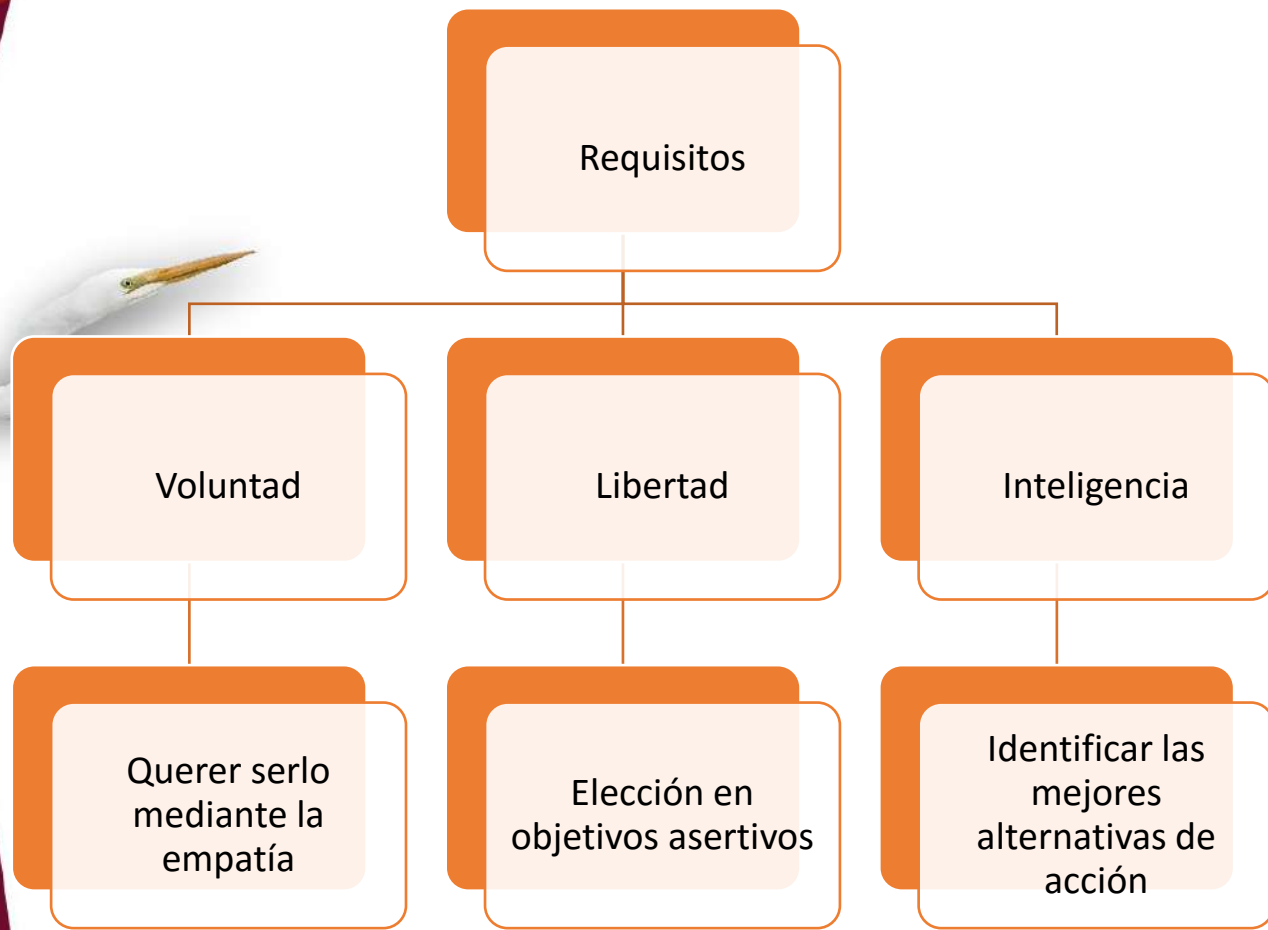 Requisitos
Voluntad
Libertad
Inteligencia
Querer serlo
mediante la
empatía
Elección en
objetivos asertivos
Identificar las
mejores
alternativas de
acción